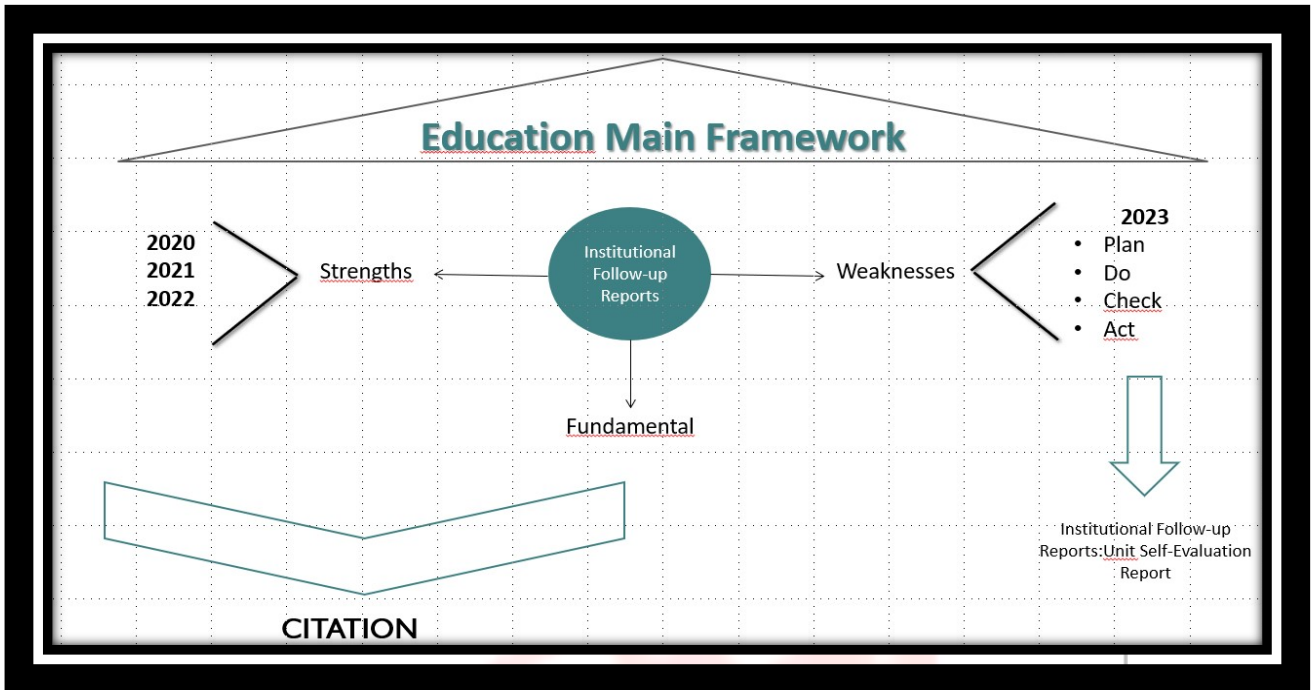 Education Main Framework
2020
2021
2022
Strengths
Institutional
Follow-up
Reports
Weaknesses
2023
• Plan
• Do
• Check
• Act
Fundamental
Institutional Follow-up
Reports:Unit Self-Evaluation
Report
CITATION